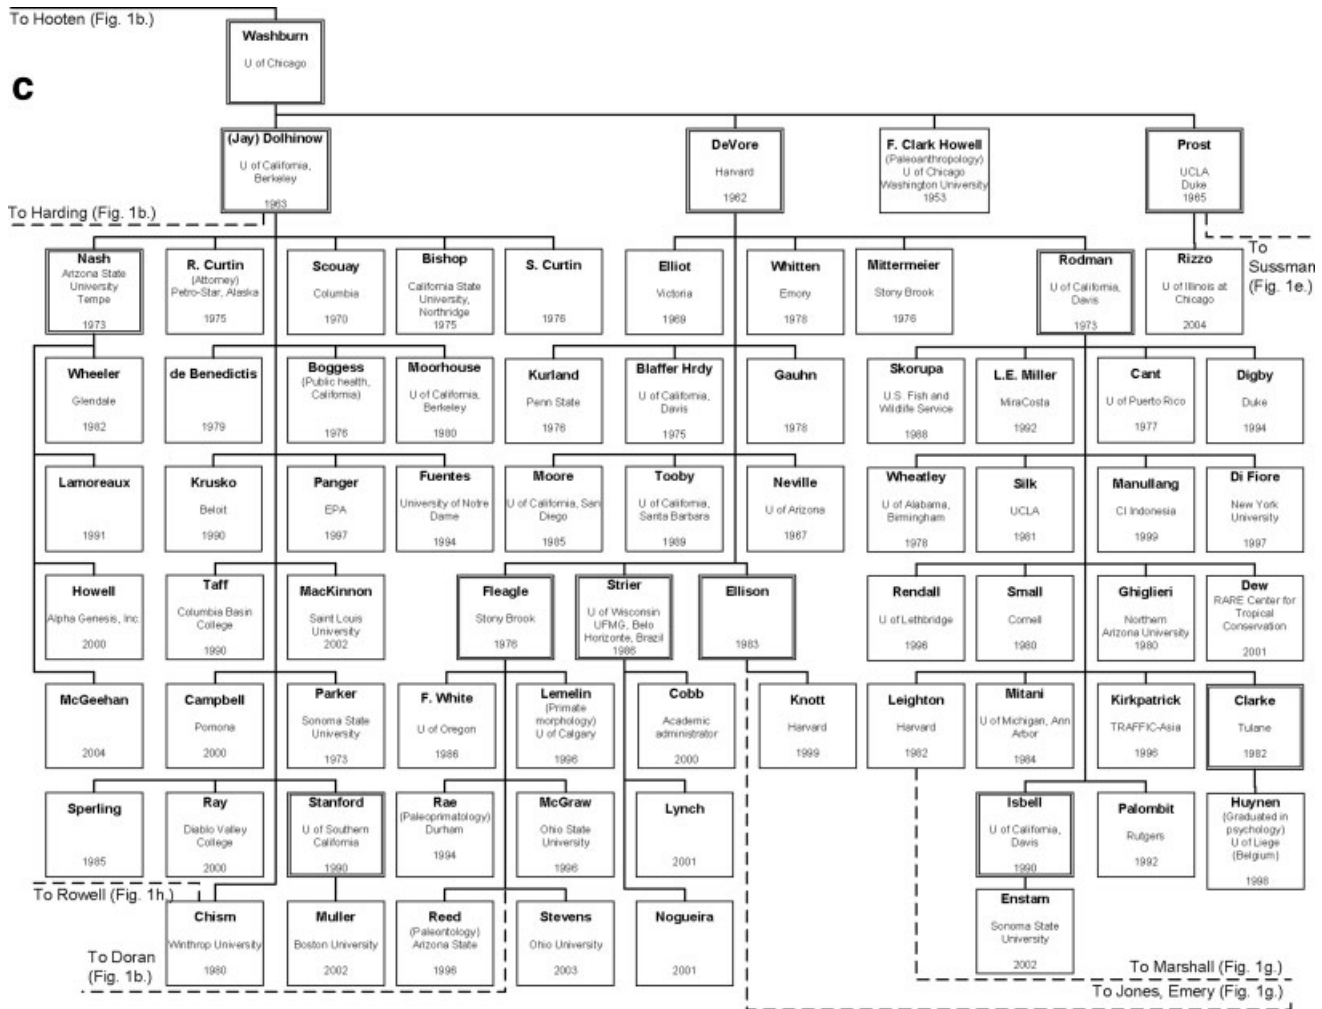 To Hooten (Fig. 1b.)
Washburn
U of Chicago
c
(Jay) Dolhinow
U of California,
Berkeley
1963
DeVore
Harvard
1962
F. Clark Howell
(Paleoanthropology)
U of Chicago
Washington University
1953
Prost
UCLA
Duke
1965
To Harding (Fig. 1b.)
To
Sussman
(Fig. 1e.)
Nash
Arizona State
University
Tempe
1973
R. Curtin
(Attorney)
Petro-Star, Alaska
1975
Scouay
Columbia
1970
Bishop
California State
University,
Northridge
1975
S. Curtin
1976
Elliot
Victoria
1969
Whitten
Emory
1978
Mittermeier
Stony Brook
1976
Rodman
U of California,
Davis
1973
Rizzo
U of Illinois at
Chicago
2004
Wheeler
Glendale
1982
de Benedictis
1979
Boggess
(Public health,
California)
1976
Moorhouse
U of California,
Berkeley
1980
Kurland
Penn State
1976
Blaffer Hrdy
U of California,
Davis
1975
Gauhn
1978
Skorupa
U.S. Fish and
Wildlife Service
1988
L.E. Miller
MiraCosta
1992
Cant
U of Puerto Rico
1977
Digby
Duke
1994
Lamoreaux
1991
Krusko
Beloit
1990
Panger
EPA
1997
Fuentes
University of Notre
Dame
1994
Moore
U of California, San
Diego
1985
Tooby
U of California,
Santa Barbara
1989
Neville
U of Arizona
1967
Wheatley
U of Alabama,
Birmingham
1978
Silk
UCLA
1981
Manullang
CI Indonesia
1999
Di Fiore
New York
University
1997
Howell
Alpha Genesis, Inc.
2000
Taff
Columbia Basin
College
1990
MacKinnon
Saint Louis
University
2002
Fleagle
Stony Brook
1976
Strier
U of Wisconsin
UFMG, Belo
Horizonte, Brazil
1986
Ellison
1983
Rendall
U of Lethbridge
1996
Small
Cornell
1980
Ghiglieri
Northern
Arizona University
1980
Dew
RARE Center for
Tropical
Conservation
2001
McGeehan
2004
Campbell
Pomona
2000
Parker
Sonoma State
University
1973
F. White
U of Oregon
1986
Lemelin
(Primate
morphology)
U of Calgary
1996
Cobb
Academic
administrator
2000
Knott
Harvard
1999
Leighton
Harvard
1982
Mitani
U of Michigan, Ann
Arbor
1984
Kirkpatrick
TRAFFIC-Asia
1996
Clarke
Tulane
1982
Sperling
1985
Ray
Diablo Valley
College
2000
Stanford
U of Southern
California
1990
Rae
(Paleoprimatology)
Durham
1994
McGraw
Ohio State
University
1996
Lynch
2001
Isbell
U of California,
Davis
1990
Palombit
Rutgers
1992
Huynen
(Graduated in
psychology)
U of Liege
(Belgium)
1998
To Rowell (Fig. 1h.)
Chism
Winthrop University
1980
Muller
Boston University
2002
Reed
(Paleontology)
Arizona State
1996
Stevens
Ohio University
2003
Nogueira
2001
Enstam
Sonoma State
University
2002
To Doran
(Fig. 1b.)
To Marshall (Fig. 1g.)
To Jones, Emery (Fig. 1g.)